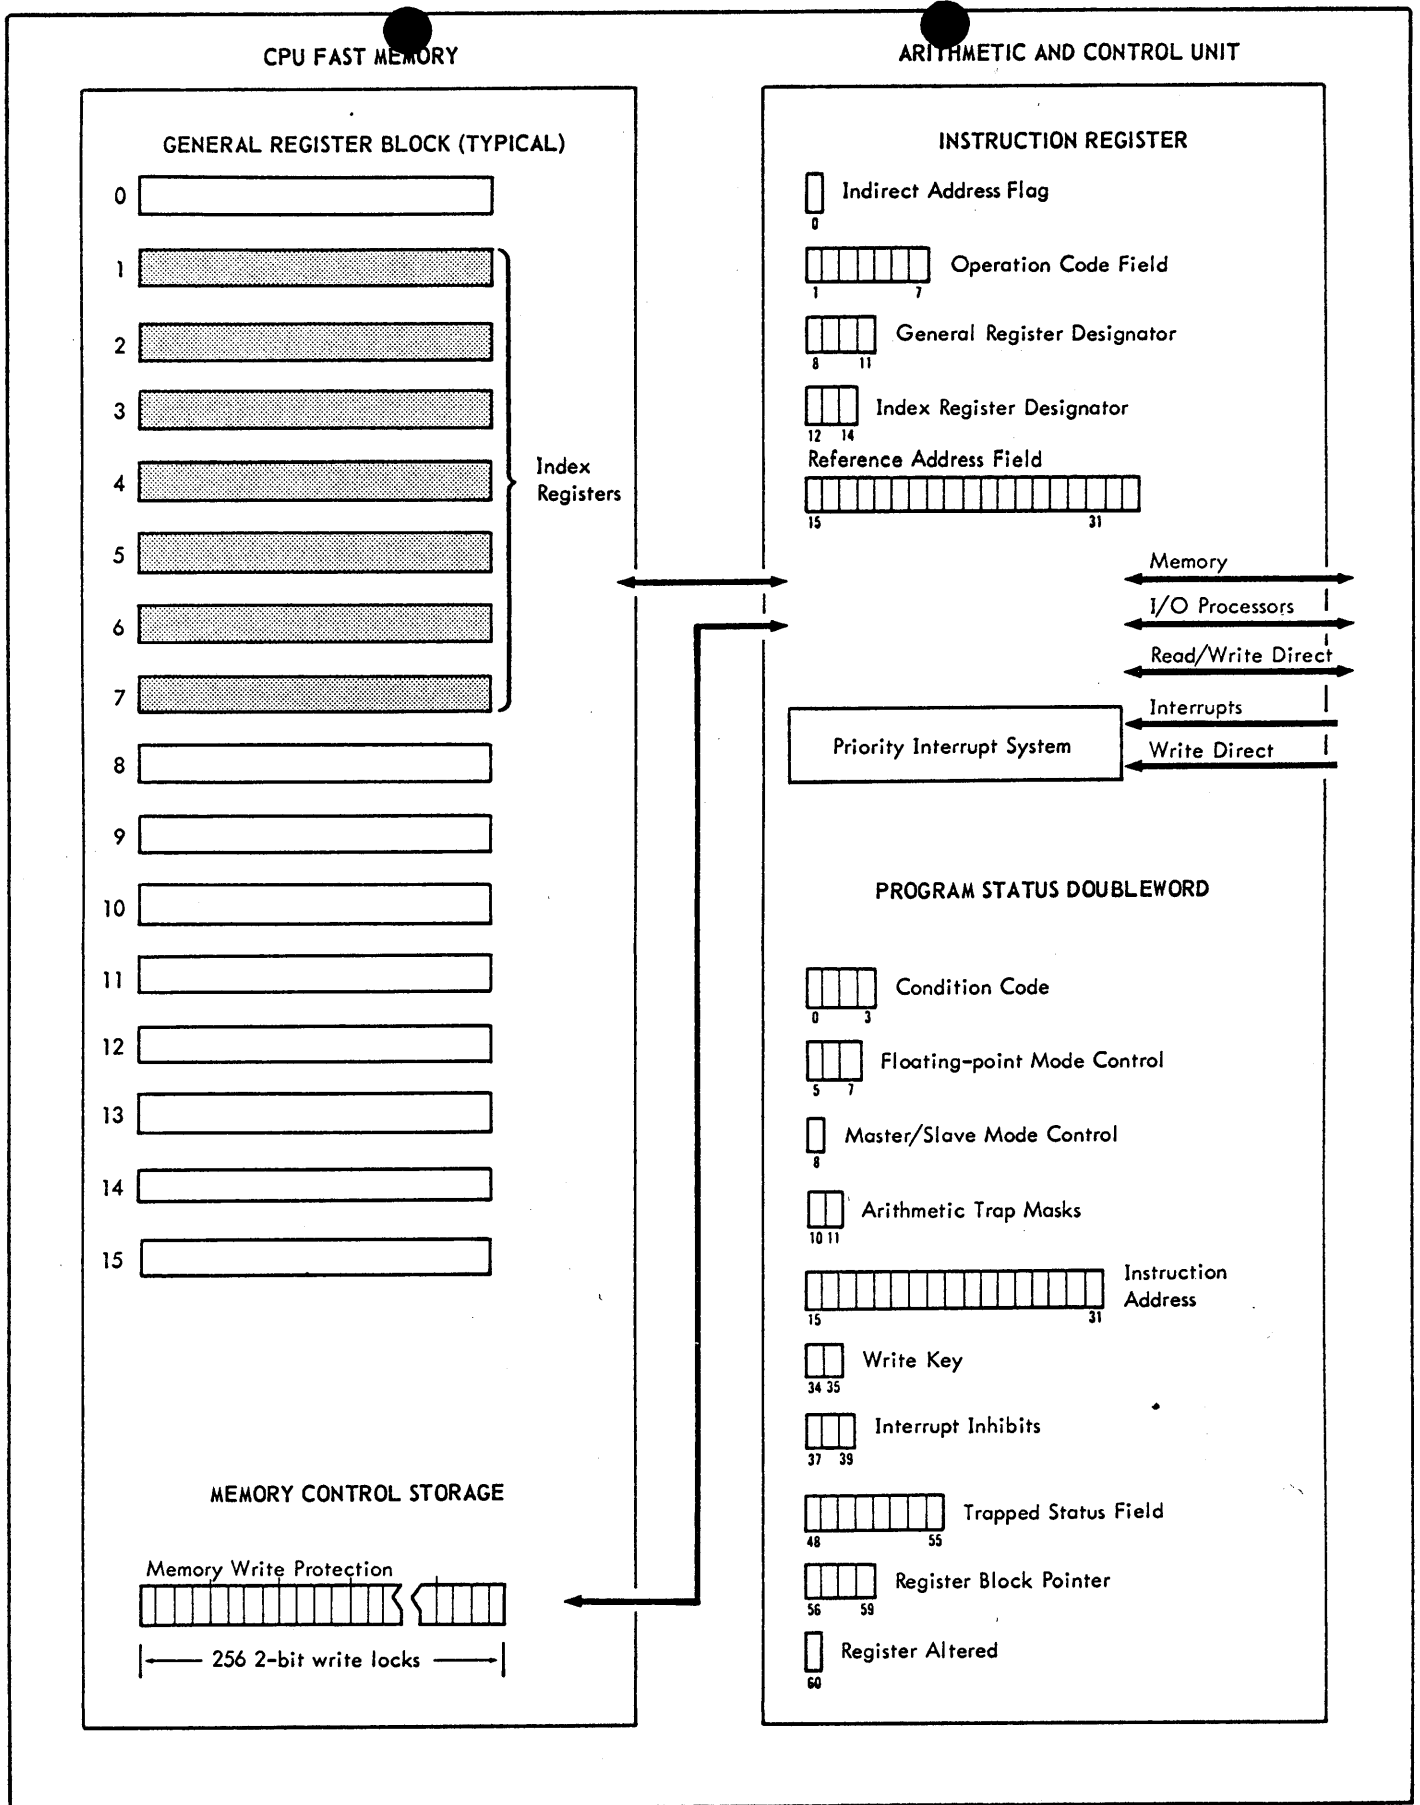 CPU FAST MEMORY
GENERAL REGISTER BLOCK (TYPICAL)
0
1
2
3
4
5
6
7
8
9
10
11
12
13
14
15
Index
Registers
MEMORY CONTROL STORAGE
Memory Write Protection
256 2-bit write locks
ARITHMETIC AND CONTROL UNIT
INSTRUCTION REGISTER
Indirect Address Flag
0
Operation Code Field
1 7
General Register Designator
8 11
Index Register Designator
12 14
Reference Address Field
15 31
Memory
I/O Processors
Read/Write Direct
Interrupts
Priority Interrupt System
Write Direct
PROGRAM STATUS DOUBLEWORD
Condition Code
0 3
Floating-point Mode Control
5 7
Master/Slave Mode Control
8
Arithmetic Trap Masks
10 11
Instruction
Address
15 31
Write Key
34 35
Interrupt Inhibits
37 39
Trapped Status Field
48 55
Register Block Pointer
56 59
Register Altered
60